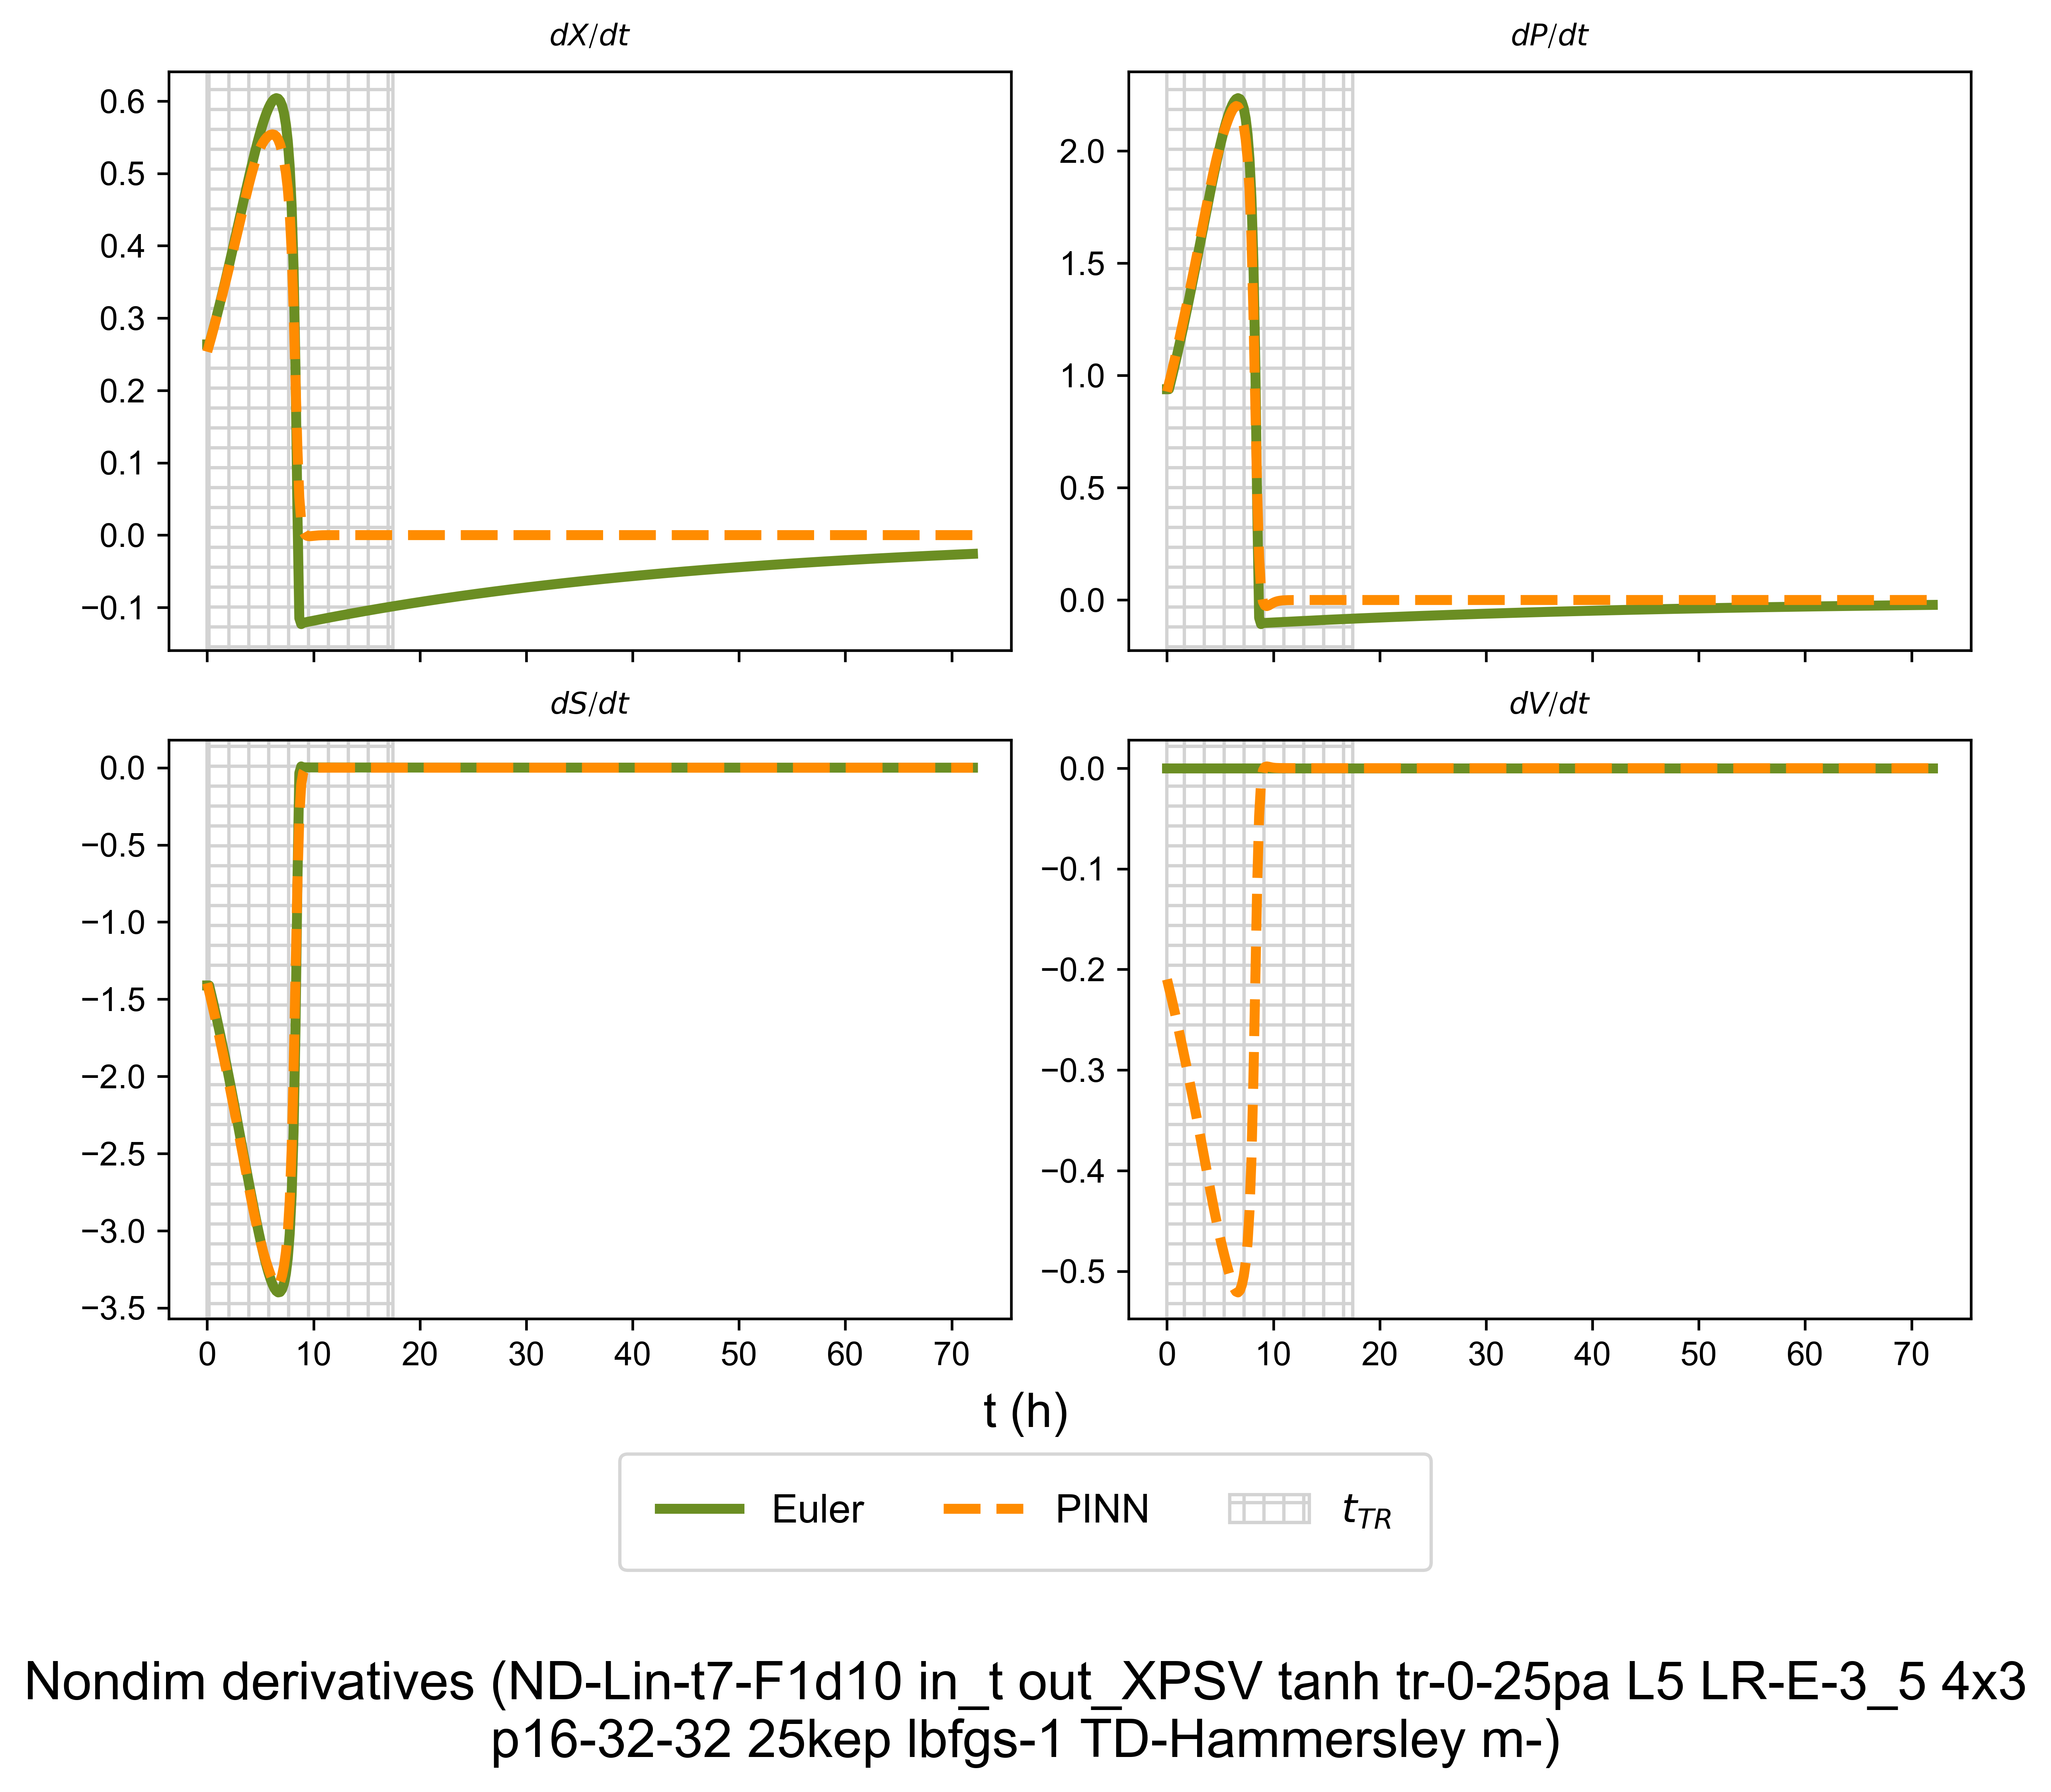 dX/dt
dP/dt
0.6
0.5
0.4
0.3
0.2
0.1
0.0
−0.1
2.0
1.5
1.0
0.5
0.0
dS/dt
dV/dt
0.0
−0.5
−1.0
−1.5
−2.0
−2.5
−3.0
−3.5
0.0
−0.1
−0.2
−0.3
−0.4
−0.5
0 10 20 30 40 50 60 70
0 10 20 30 40 50 60 70
t (h)
Euler PINN t_TR
Nondim derivatives (ND-Lin-t7-F1d10 in_t out_XPSV tanh tr-0-25pa L5 LR-E-3_5 4x3
p16-32-32 25kep lbfgs-1 TD-Hammersley m-)